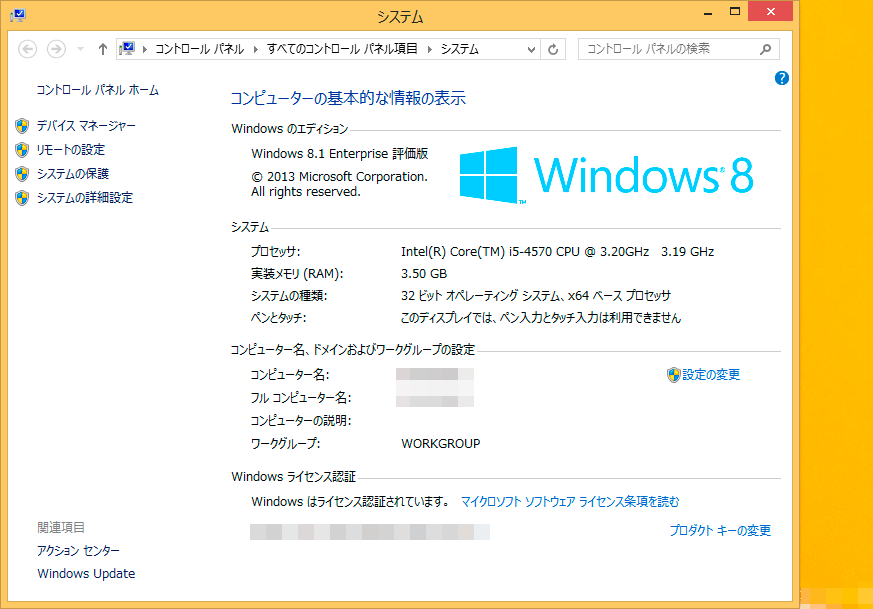 システム
コントロール パネル
すべてのコントロール パネル項目
システム
コントロール パネルの検索
コントロール パネル ホーム
デバイス マネージャー
リモートの設定
システムの保護
システムの詳細設定
コンピューターの基本的な情報の表示
Windows のエディション
Windows 8.1 Enterprise 評価版
© 2013 Microsoft Corporation.
All rights reserved.
Windows® 8
システム
プロセッサ: Intel(R) Core(TM) i5-4570 CPU @ 3.20GHz 3.19 GHz
実装メモリ (RAM): 3.50 GB
システムの種類: 32 ビット オペレーティング システム、x64 ベース プロセッサ
ペンとタッチ: このディスプレイでは、ペン入力とタッチ入力は利用できません
コンピューター名、ドメインおよびワークグループの設定
コンピューター名: 設定の変更
フル コンピューター名:
コンピューターの説明:
ワークグループ: WORKGROUP
Windows ライセンス認証
Windows はライセンス認証されています。 マイクロソフト ソフトウェア ライセンス条項を読む
プロダクト キーの変更
関連項目
アクション センター
Windows Update